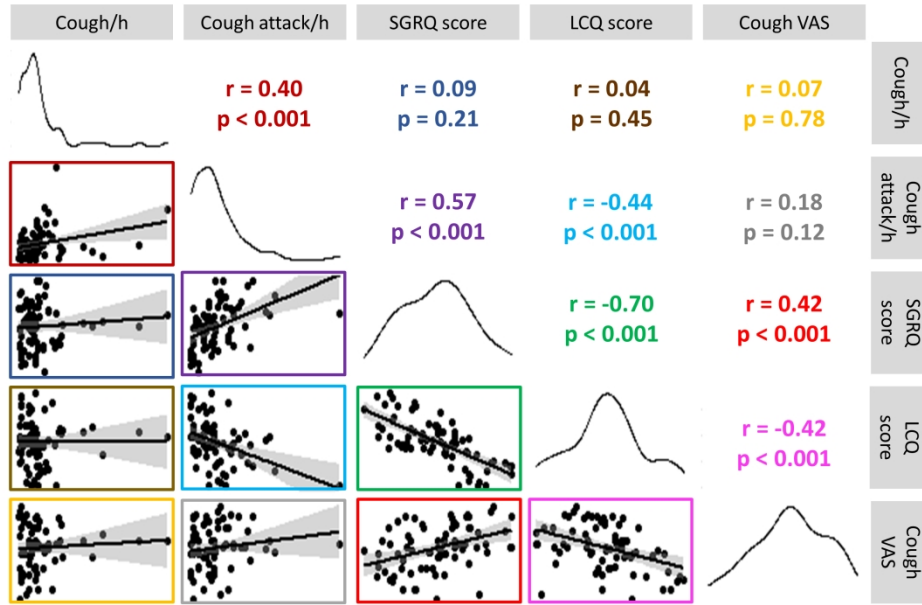 Cough/h
Cough attack/h
SGRQ score
LCQ score
Cough VAS
r = 0.40
p < 0.001
r = 0.09
p = 0.21
r = 0.04
p = 0.45
r = 0.07
p = 0.78
Cough/h
r = 0.57
p < 0.001
r = -0.44
p < 0.001
r = 0.18
p = 0.12
Cough
attack/h
r = -0.70
p < 0.001
r = 0.42
p < 0.001
SGRQ
score
r = -0.42
p < 0.001
LCQ
score
Cough
VAS